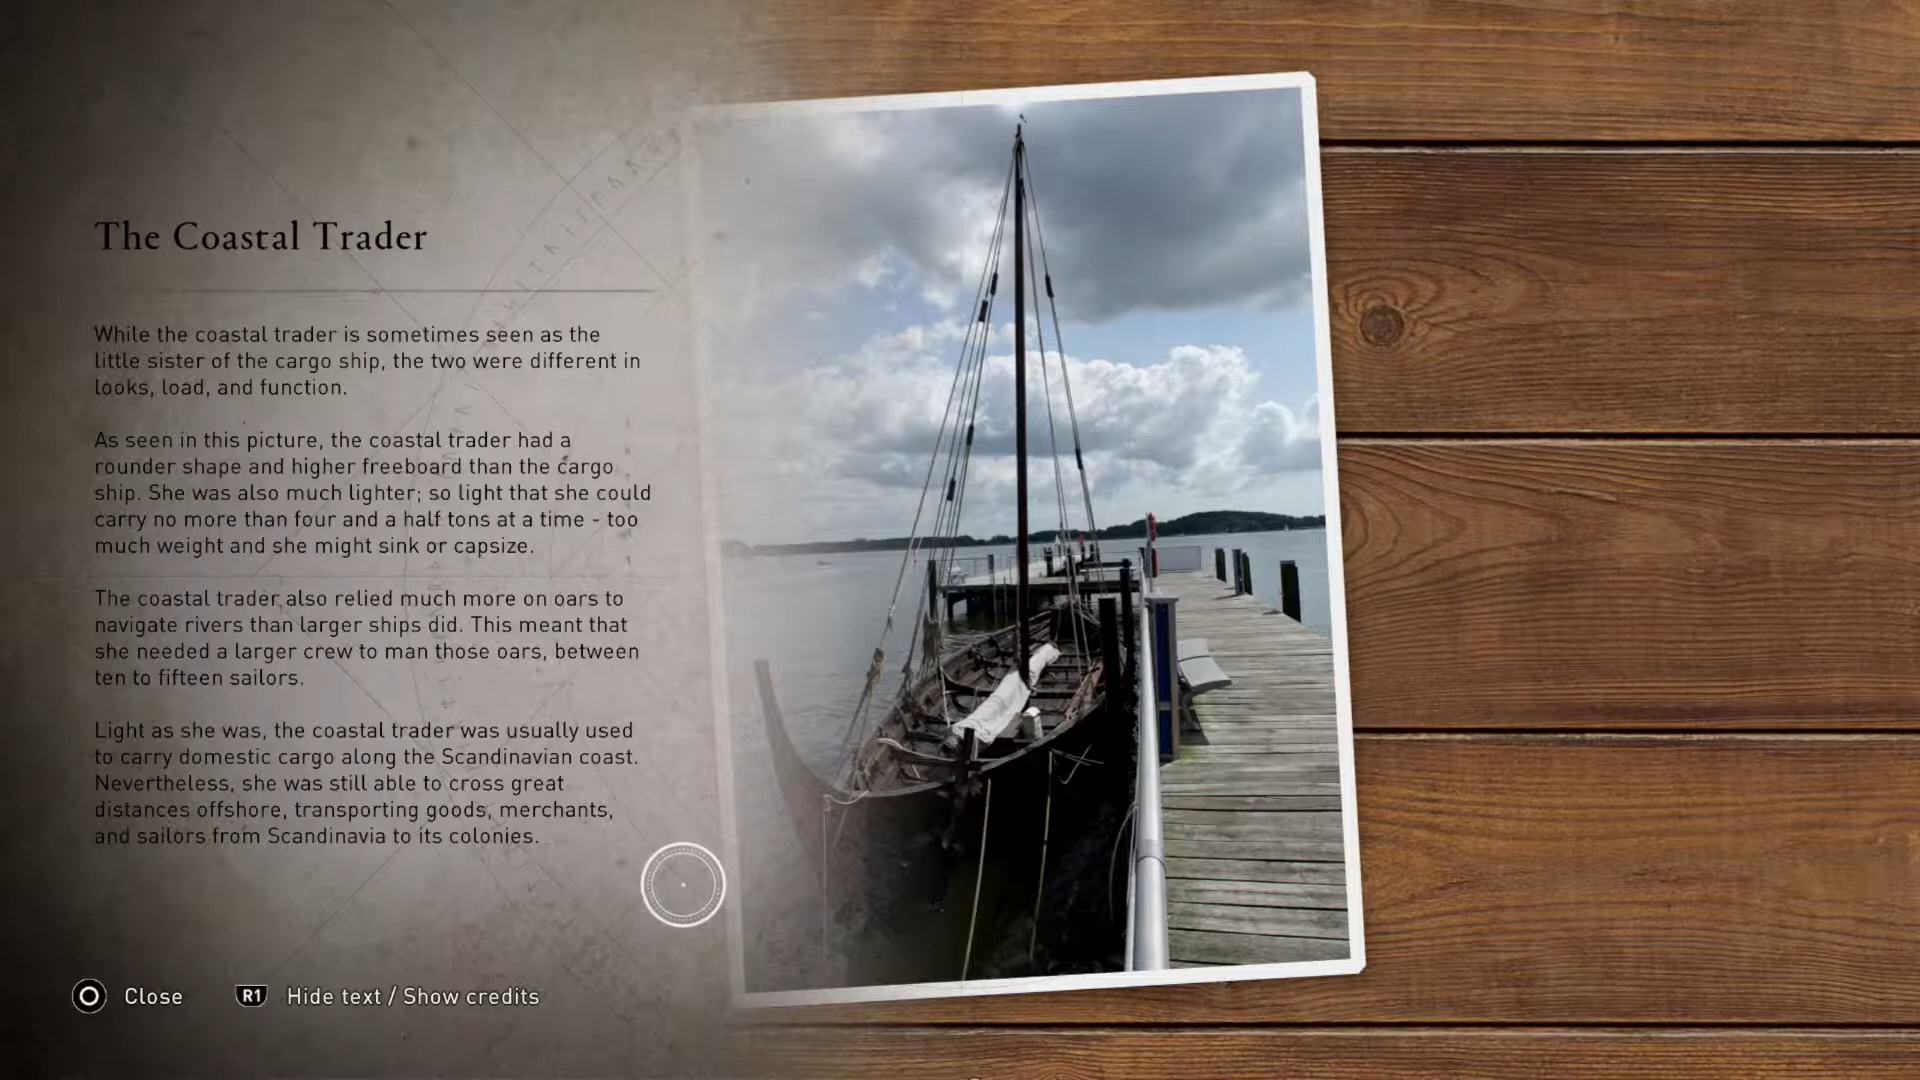 The Coastal Trader
While the coastal trader is sometimes seen as the
little sister of the cargo ship, the two were different in
looks, load, and function.
As seen in this picture, the coastal trader had a
rounder shape and higher freeboard than the cargo
ship. She was also much lighter; so light that she could
carry no more than four and a half tons at a time - too
much weight and she might sink or capsize.
The coastal trader also relied much more on oars to
navigate rivers than larger ships did. This meant that
she needed a larger crew to man those oars, between
ten to fifteen sailors.
Light as she was, the coastal trader was usually used
to carry domestic cargo along the Scandinavian coast.
Nevertheless, she was still able to cross great
distances offshore, transporting goods, merchants,
and sailors from Scandinavia to its colonies.
Close R1 Hide text / Show credits